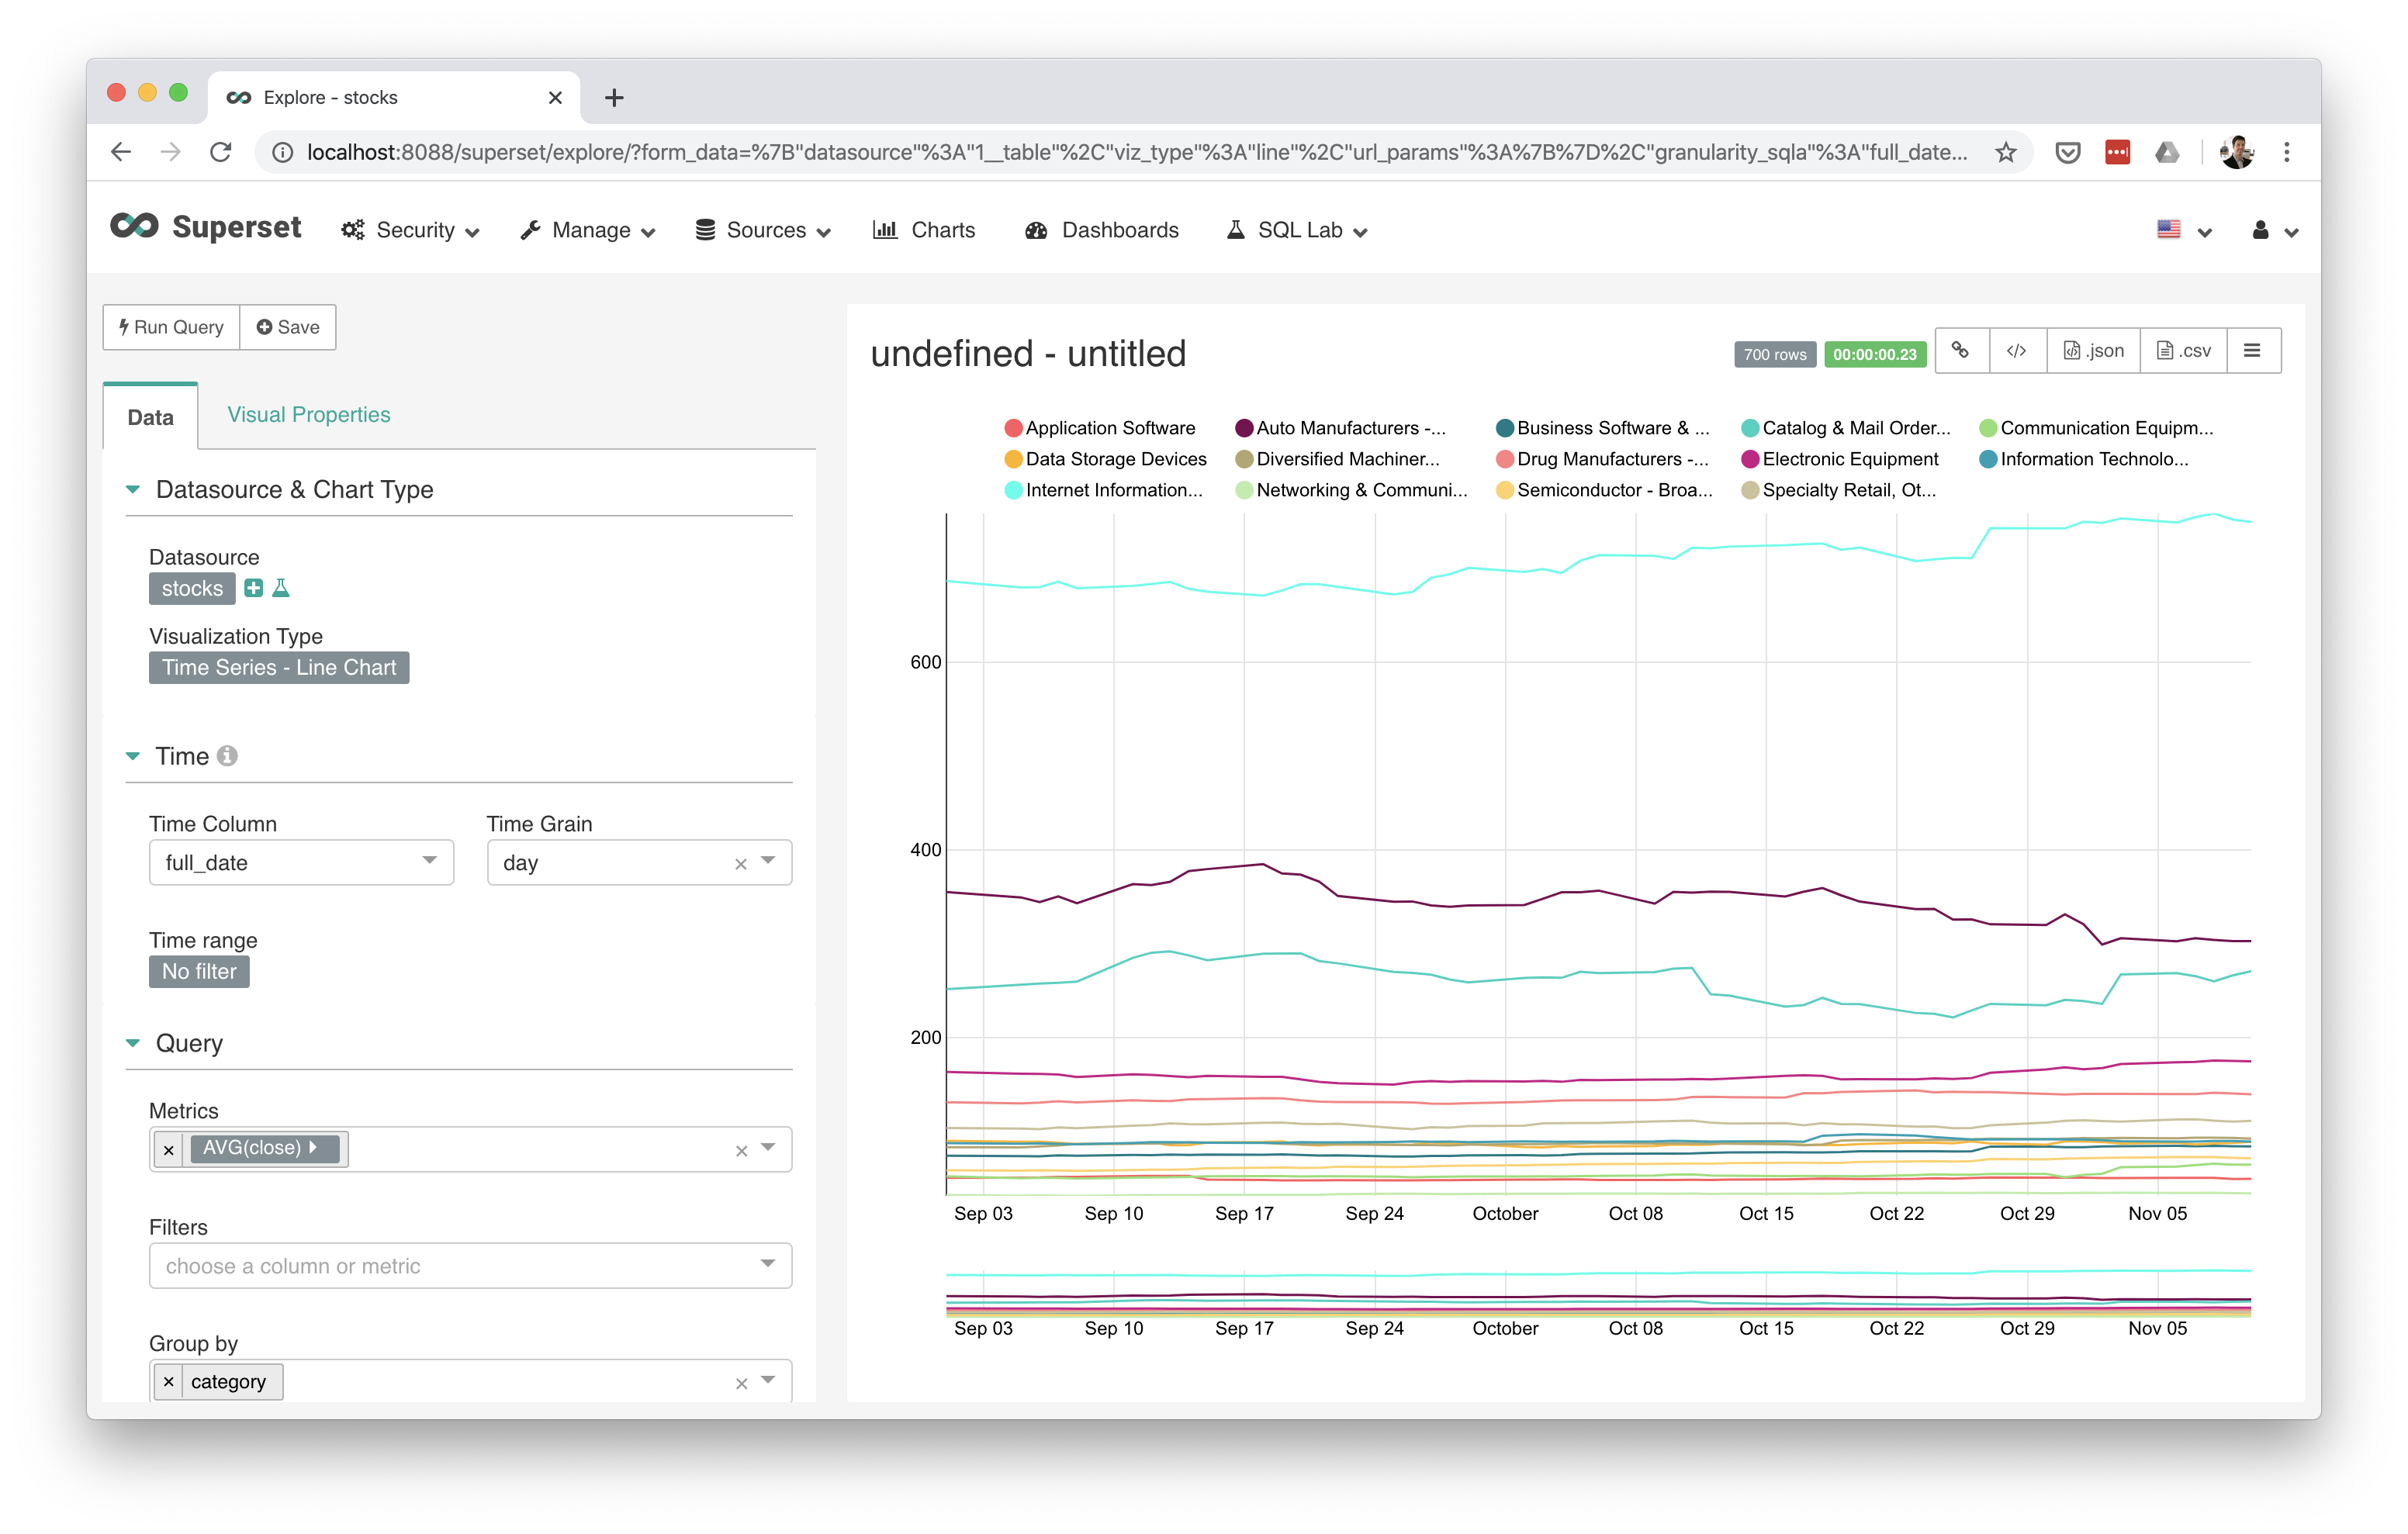 Explore - stocks
localhost:8088/superset/explore/?form_data=%7B"datasource"%3A"1__table"%2C"viz_type"%3A"line"%2C"url_params"%3A%7B%7D%2C"granularity_sqla"%3A"full_date...
Superset Security Manage Sources Charts Dashboards SQL Lab
Run Query Save
undefined - untitled 700 rows 00:00:00.23 </> .json .csv
Data Visual Properties
Datasource & Chart Type
Datasource
stocks
Visualization Type
Time Series - Line Chart
Time
Time Column Time Grain
full_date day
Time range
No filter
Query
Metrics
AVG(close)
Filters
choose a column or metric
Group by
category
Application Software Auto Manufacturers -... Business Software & ... Catalog & Mail Order... Communication Equipm...
Data Storage Devices Diversified Machiner... Drug Manufacturers -... Electronic Equipment Information Technolo...
Internet Information... Networking & Communi... Semiconductor - Broa... Specialty Retail, Ot...
600
400
200
Sep 03 Sep 10 Sep 17 Sep 24 October Oct 08 Oct 15 Oct 22 Oct 29 Nov 05
Sep 03 Sep 10 Sep 17 Sep 24 October Oct 08 Oct 15 Oct 22 Oct 29 Nov 05